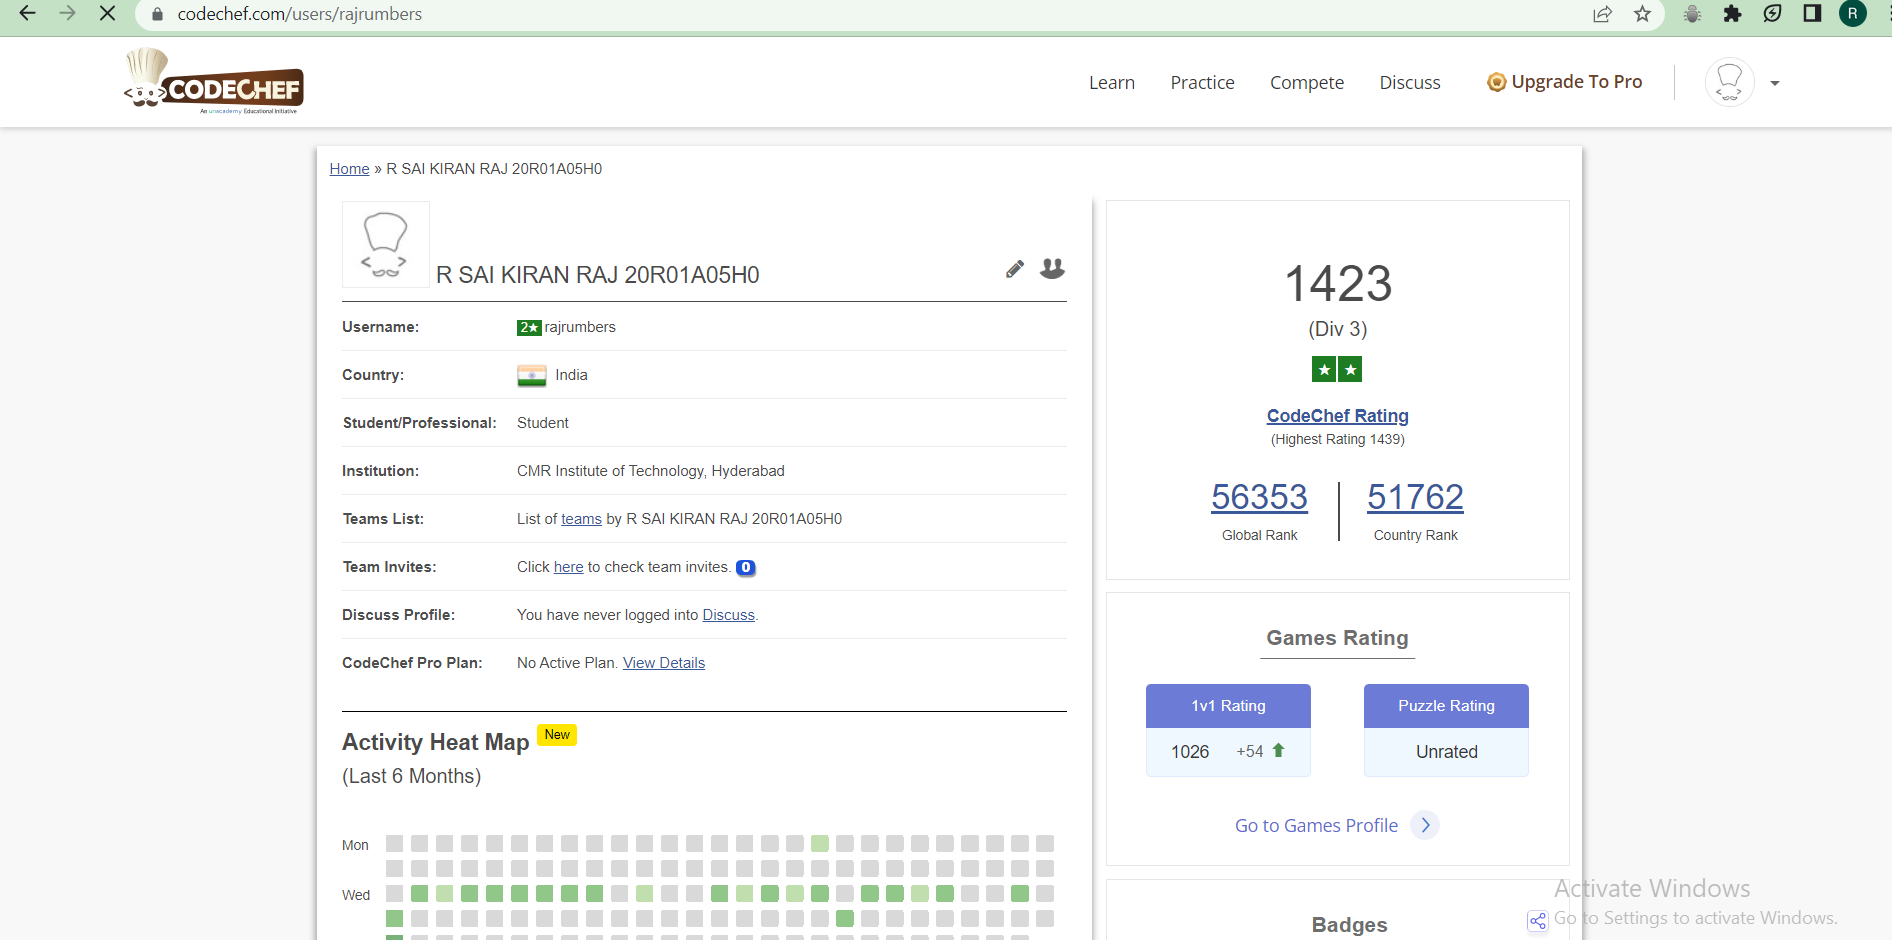 codechef.com/users/rajrumbers
R
CODECHEF
An unacademy Educational Initiative
Learn Practice Compete Discuss Upgrade To Pro
Home » R SAI KIRAN RAJ 20R01A05H0
R SAI KIRAN RAJ 20R01A05H0
Username: 2★ rajrumbers
Country: India
Student/Professional: Student
Institution: CMR Institute of Technology, Hyderabad
Teams List: List of teams by R SAI KIRAN RAJ 20R01A05H0
Team Invites: Click here to check team invites. 0
Discuss Profile: You have never logged into Discuss.
CodeChef Pro Plan: No Active Plan. View Details
Activity Heat Map New
(Last 6 Months)
Mon
Wed
1423
(Div 3)
★★
CodeChef Rating
(Highest Rating 1439)
56353 51762
Global Rank Country Rank
Games Rating
1v1 Rating Puzzle Rating
1026 +54 Unrated
Go to Games Profile
Badges
Activate Windows
Go to Settings to activate Windows.